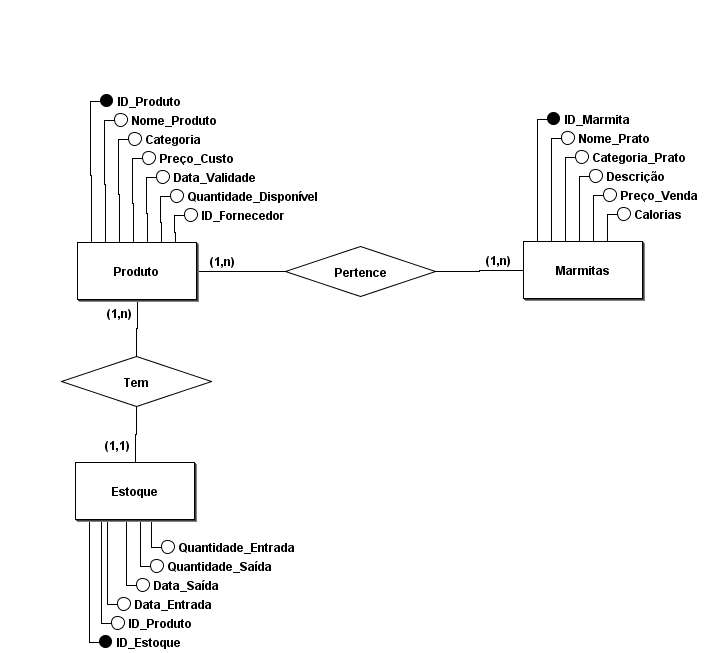 ID_Produto
Nome_Produto
Categoria
Preço_Custo
Data_Validade
Quantidade_Disponível
ID_Fornecedor
ID_Marmita
Nome_Prato
Categoria_Prato
Descrição
Preço_Venda
Calorias
Produto
(1,n)
Pertence
(1,n)
Marmitas
(1,n)
Tem
(1,1)
Estoque
Quantidade_Entrada
Quantidade_Saída
Data_Saída
Data_Entrada
ID_Produto
ID_Estoque